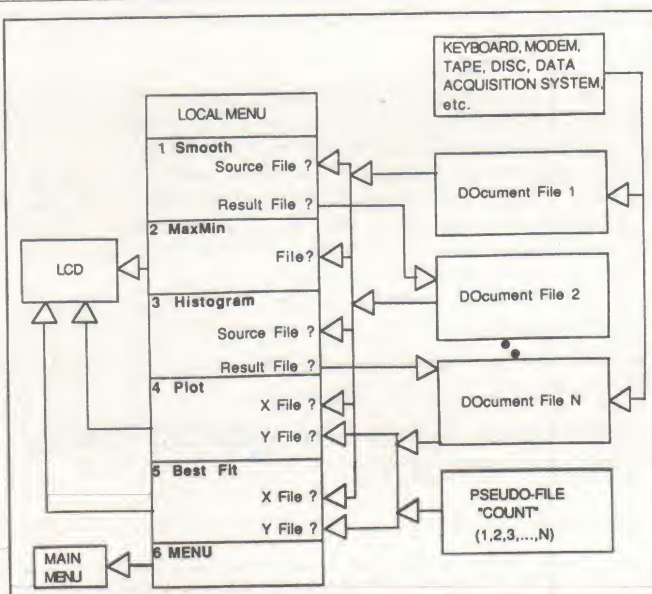 KEYBOARD, MODEM,
TAPE, DISC, DATA
ACQUISITION SYSTEM,
etc.
LOCAL MENU
1 Smooth
Source File ?
Result File ?
2 MaxMin
File?
3 Histogram
Source File ?
Result File ?
4 Plot
X File ?
Y File ?
5 Best Fit
X File ?
Y File ?
6 MENU
LCD
MAIN
MENU
DOcument File 1
DOcument File 2
DOcument File N
PSEUDO-FILE
"COUNT"
(1,2,3,...,N)